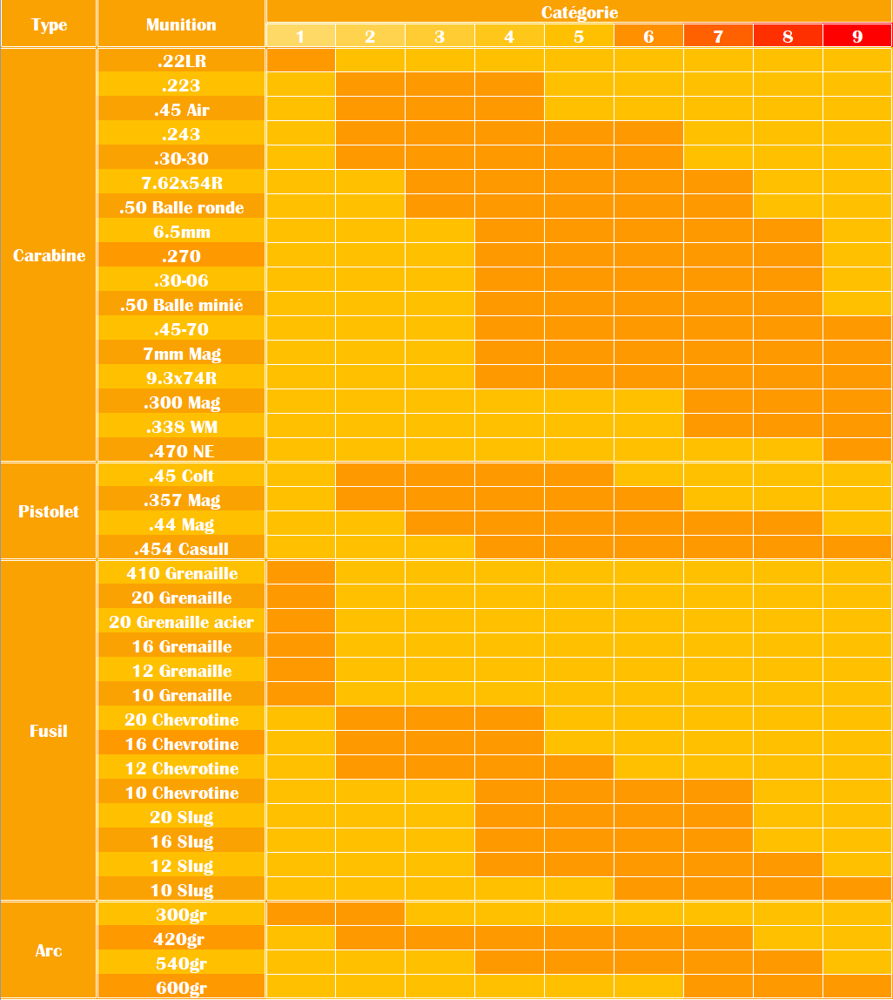 Type Munition Catégorie
1 2 3 4 5 6 7 8 9
Carabine
.22LR
.223
.45 Air
.243
.30-30
7.62x54R
.50 Balle ronde
6.5mm
.270
.30-06
.50 Balle minié
.45-70
7mm Mag
9.3x74R
.300 Mag
.338 WM
.470 NE
Pistolet
.45 Colt
.357 Mag
.44 Mag
.454 Casull
Fusil
410 Grenaille
20 Grenaille
20 Grenaille acier
16 Grenaille
12 Grenaille
10 Grenaille
20 Chevrotine
16 Chevrotine
12 Chevrotine
10 Chevrotine
20 Slug
16 Slug
12 Slug
10 Slug
Arc
300gr
420gr
540gr
600gr